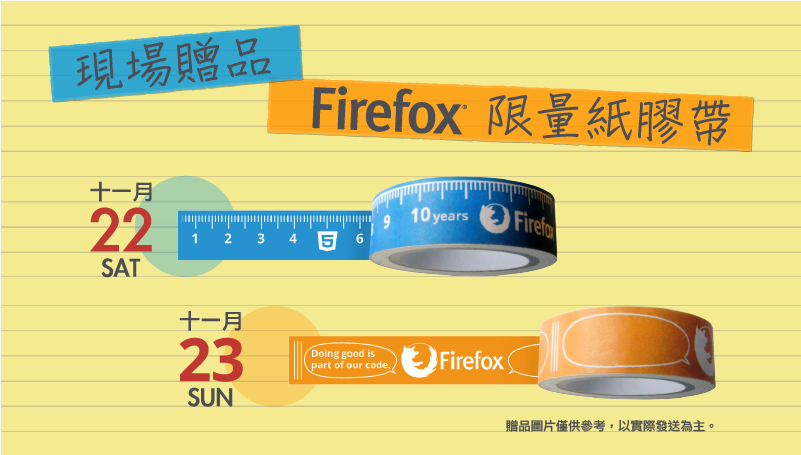 現場贈品
Firefox® 限量紙膠帶
十一月
22
SAT
1 2 3 4 5 6 9 10 years Firefox
十一月
23
SUN
Doing good is
part of our code.
Firefox
贈品圖片僅供參考，以實際發送為主。